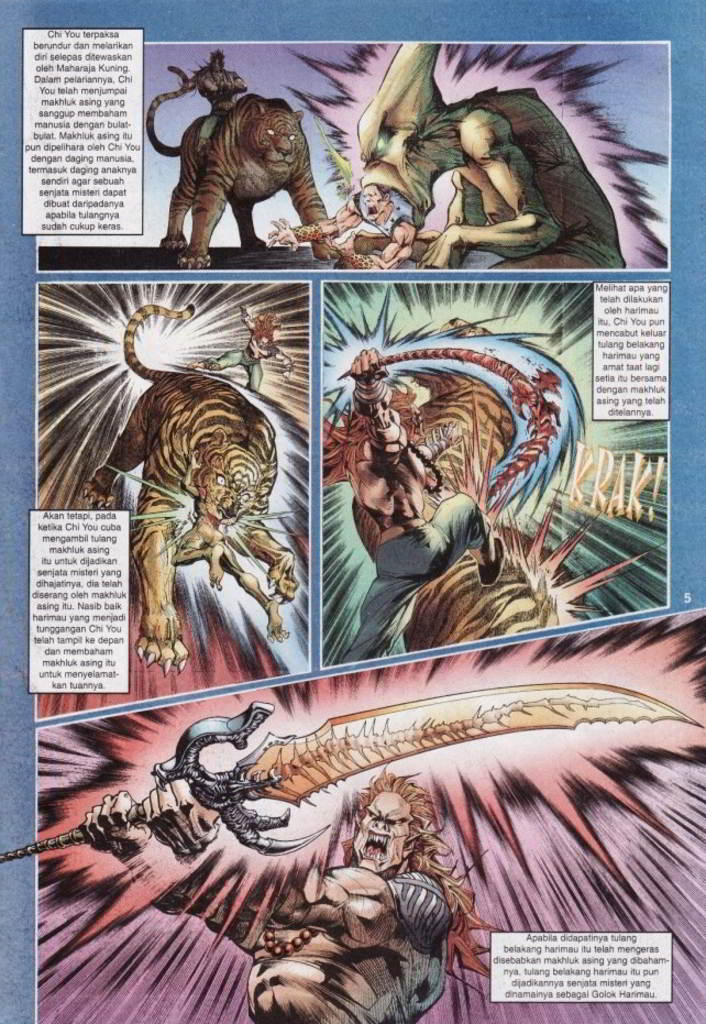 Chi You terpaksa
berundur dan melarikan
diri selepas ditewaskan
oleh Maharaja Kuning.
Dalam pelariannya, Chi
You telah menjumpai
makhluk asing yang
sanggup membaham
manusia dengan bulat-
bulat. Makhluk asing itu
pun dipelihara oleh Chi You
dengan daging manusia,
termasuk daging anaknya
sendiri agar sebuah
senjata misteri dapat
dibuat daripadanya
apabila tulangnya
sudah cukup keras.
Akan tetapi, pada
ketika Chi You cuba
mengambil tulang
makhluk asing
itu untuk dijadikan
senjata misteri yang
dihajatinya, dia telah
diserang oleh makhluk
asing itu. Nasib baik
harimau yang menjadi
tunggangan Chi You
telah tampil ke depan
dan membaham
makhluk asing itu
untuk menyelamat-
kan tuannya.
Melihat apa yang
telah dilakukan
oleh harimau
itu, Chi You pun
mencabut keluar
tulang belakang
harimau yang
amat taat lagi
setia itu bersama
dengan makhluk
asing yang telah
ditelannya.
KRAK!
5
Apabila didapatinya tulang
belakang harimau itu telah mengeras
disebabkan makhluk asing yang dibaham-
nya, tulang belakang harimau itu pun
dijadikannya senjata misteri yang
dinamainya sebagai Golok Harimau.